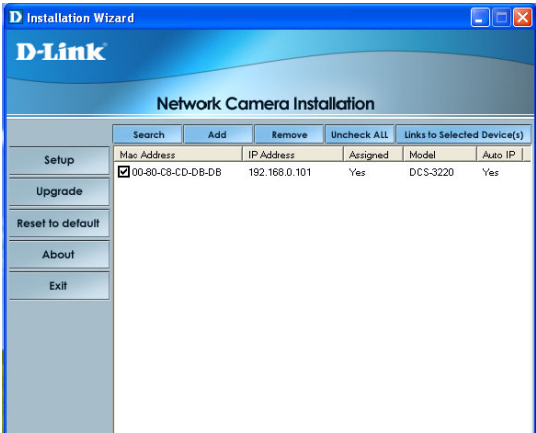 D Installation Wizard
D-Link
Network Camera Installation
Search Add Remove Uncheck ALL Links to Selected Device(s)
Mac Address IP Address Assigned Model Auto IP
00-80-C8-CD-DB-DB 192.168.0.101 Yes DCS-3220 Yes
Setup
Upgrade
Reset to default
About
Exit